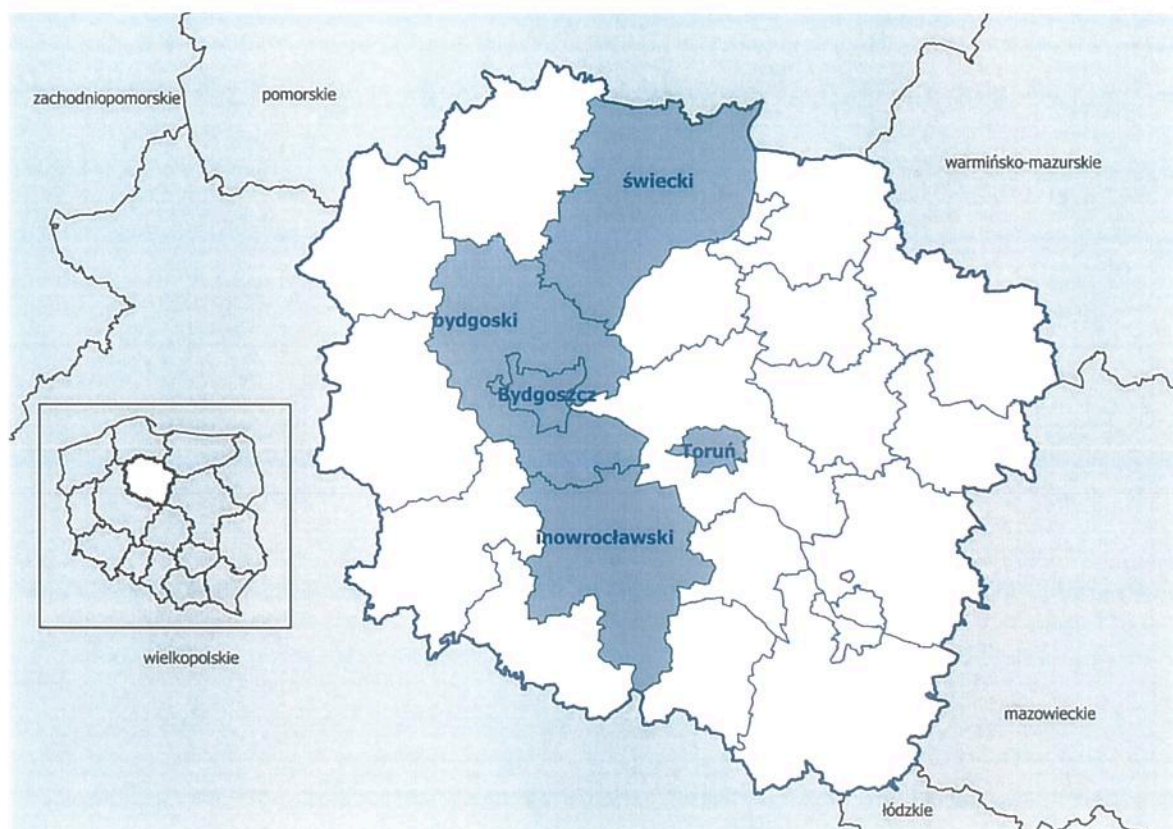 zachodniopomorskie
pomorskie
warmińsko-mazurskie
świecki
bydgoski
Bydgoszcz
Toruń
inowrocławski
wielkopolskie
mazowieckie
łódzkie